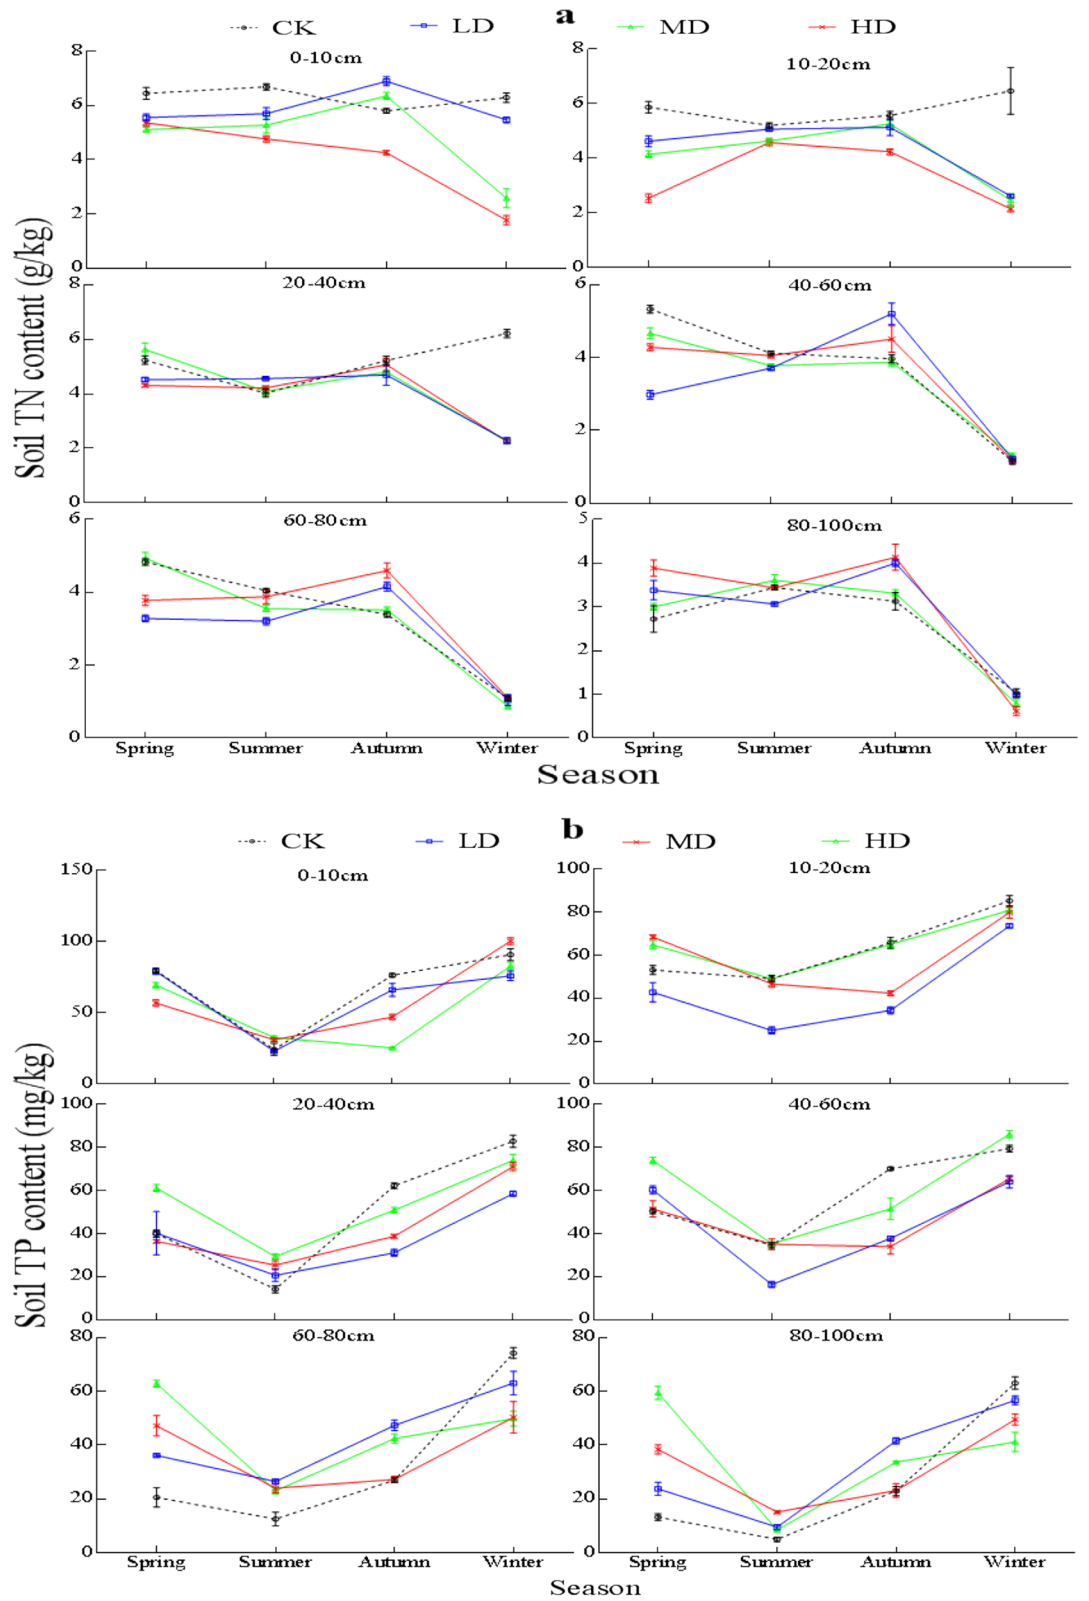 a
CK LD MD HD
0-10cm 10-20cm
8 6 4 2 0
8 6 4 2 0
20-40cm 40-60cm
8 6 4 2 0
6 4 2 0
60-80cm 80-100cm
6 4 2 0
5 4 3 2 1 0
Soil TN content (g/kg)
Spring Summer Autumn Winter Spring Summer Autumn Winter
Season
b
CK LD MD HD
0-10cm 10-20cm
150 100 50 0
100 80 60 40 20 0
20-40cm 40-60cm
100 80 60 40 20 0
100 80 60 40 20 0
60-80cm 80-100cm
80 60 40 20 0
80 60 40 20 0
Soil TP content (mg/kg)
Spring Summer Autumn Winter Spring Summer Autumn Winter
Season